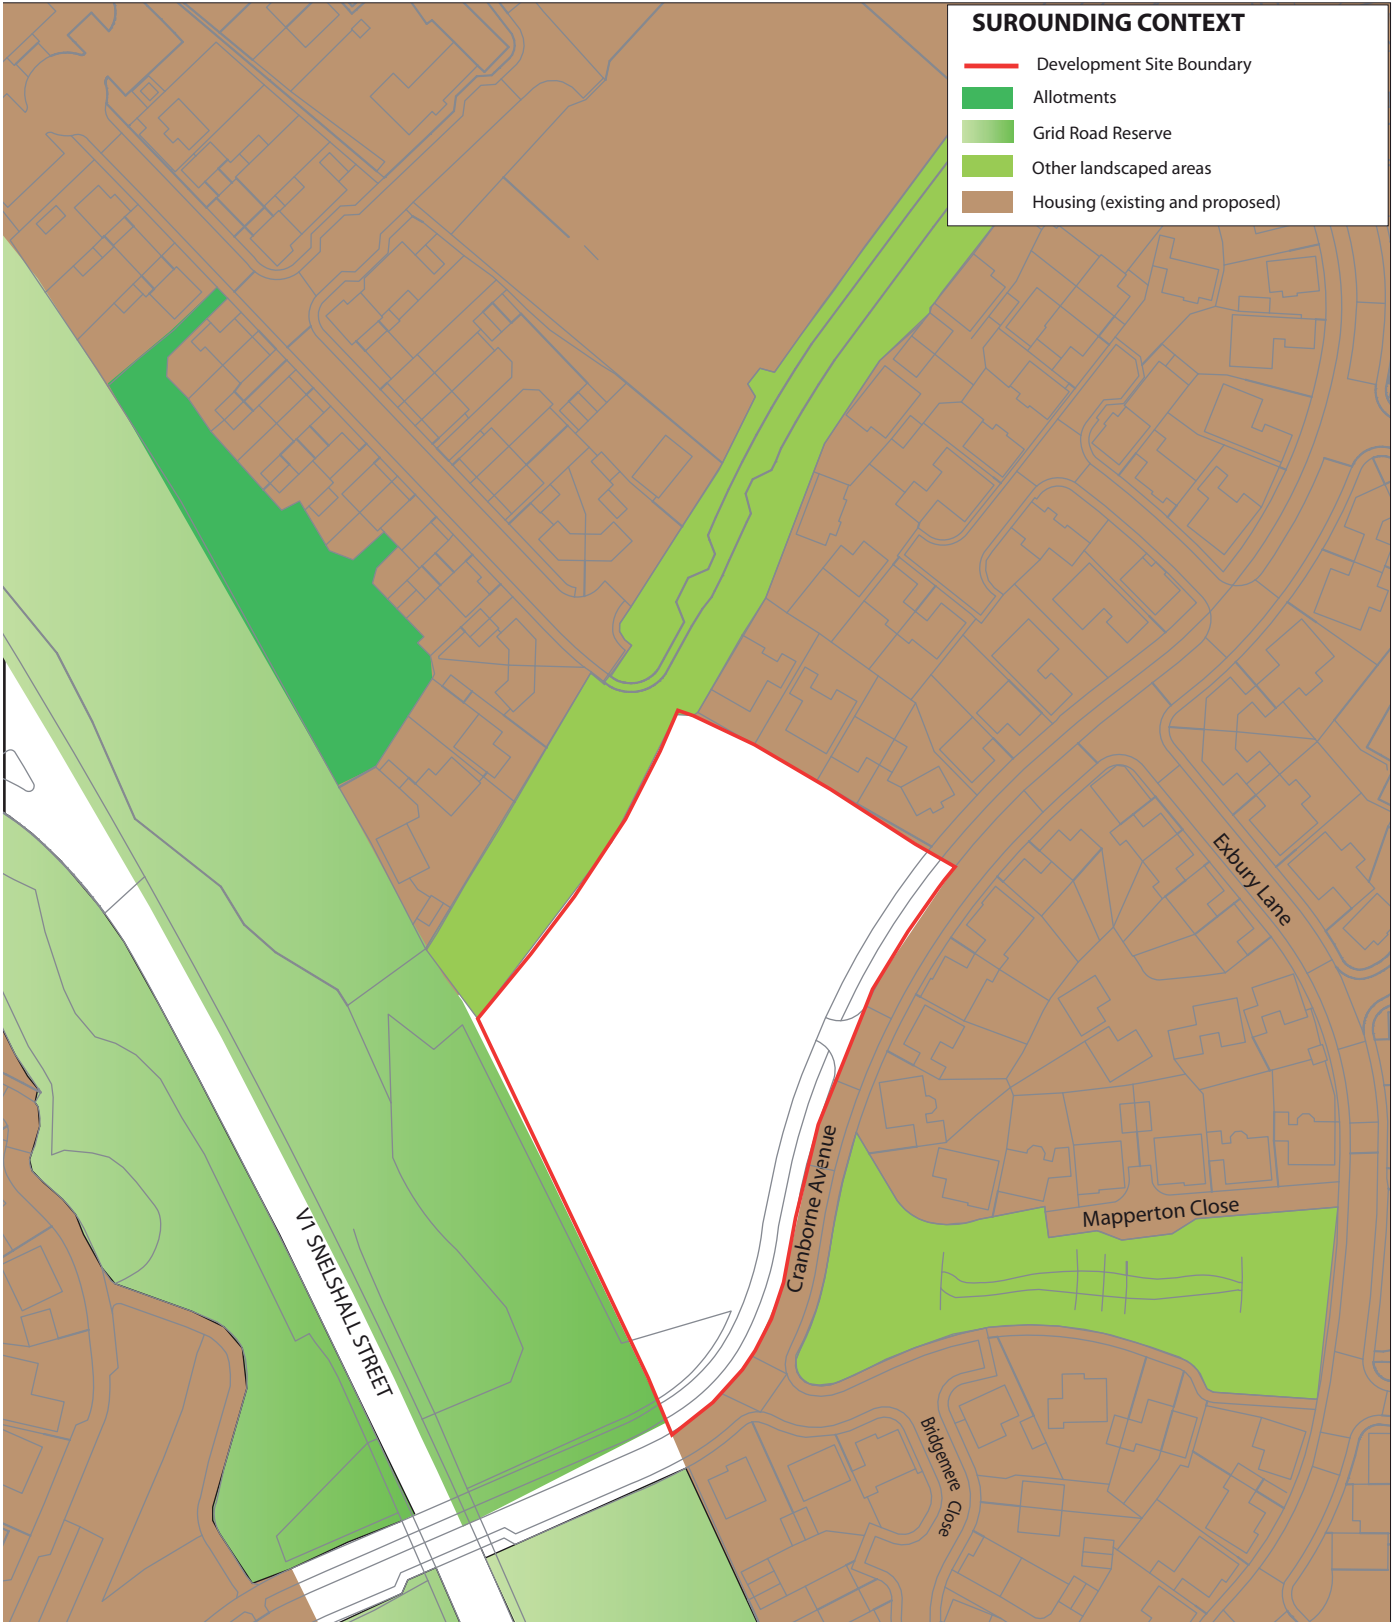 SUROUNDING CONTEXT
Development Site Boundary
Allotments
Grid Road Reserve
Other landscaped areas
Housing (existing and proposed)
Exbury Lane
Cranborne Avenue
Mapperton Close
V1 SNELSHALL STREET
Bridgemere Close